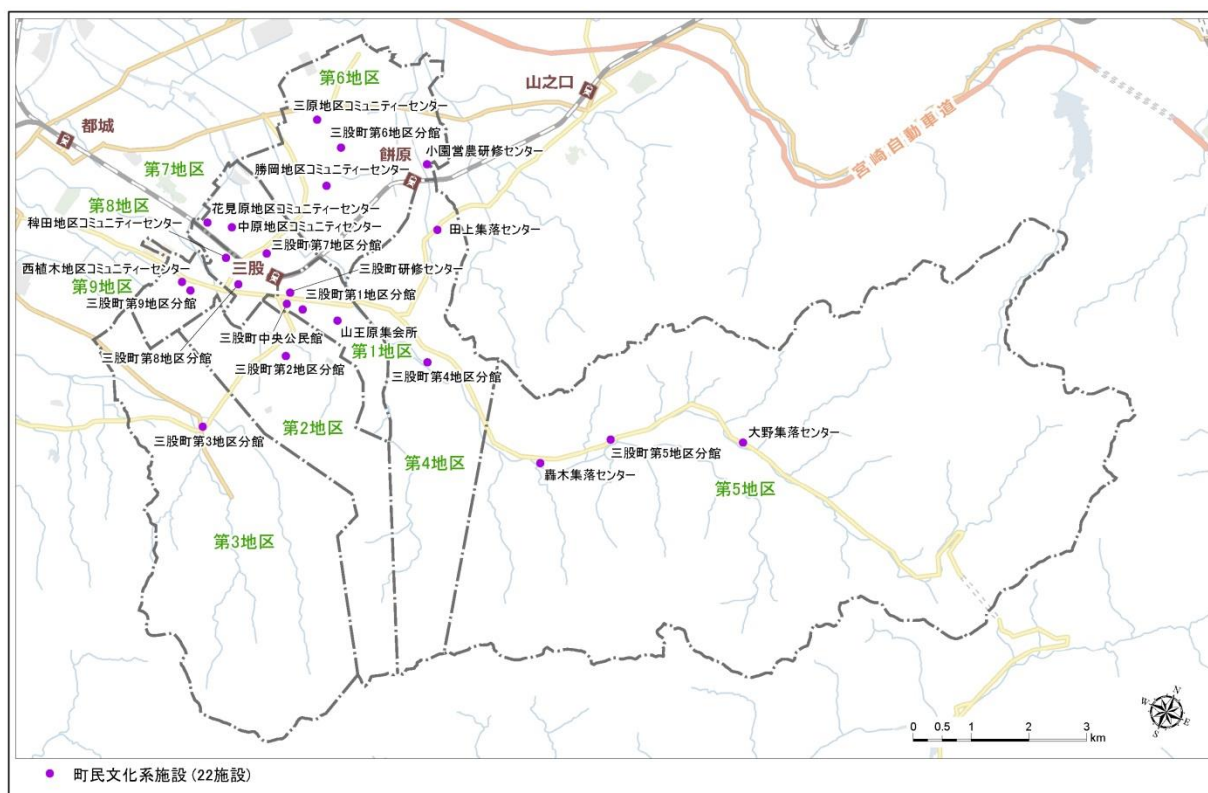 第6地区
三原地区コミュニティーセンター
山之口
都城
三股町第6地区分館
餅原
小園営農研修センター
宮崎自動車道
勝岡地区コミュニティーセンター
第7地区
第8地区
花見原地区コミュニティーセンター
稗田地区コミュニティーセンター
中原地区コミュニティーセンター
田上集落センター
三股町第7地区分館
西植木地区コミュニティーセンター
三股
三股町研修センター
第9地区
三股町第9地区分館
三股町第1地区分館
三股町中央公民館
山王原集会所
三股町第8地区分館
第1地区
三股町第2地区分館
三股町第4地区分館
第2地区
三股町第3地区分館
大野集落センター
三股町第5地区分館
第4地区
轟木集落センター
第5地区
第3地区
N
W
E
S
0 0.5 1 2 3
km
町民文化系施設 (22施設)